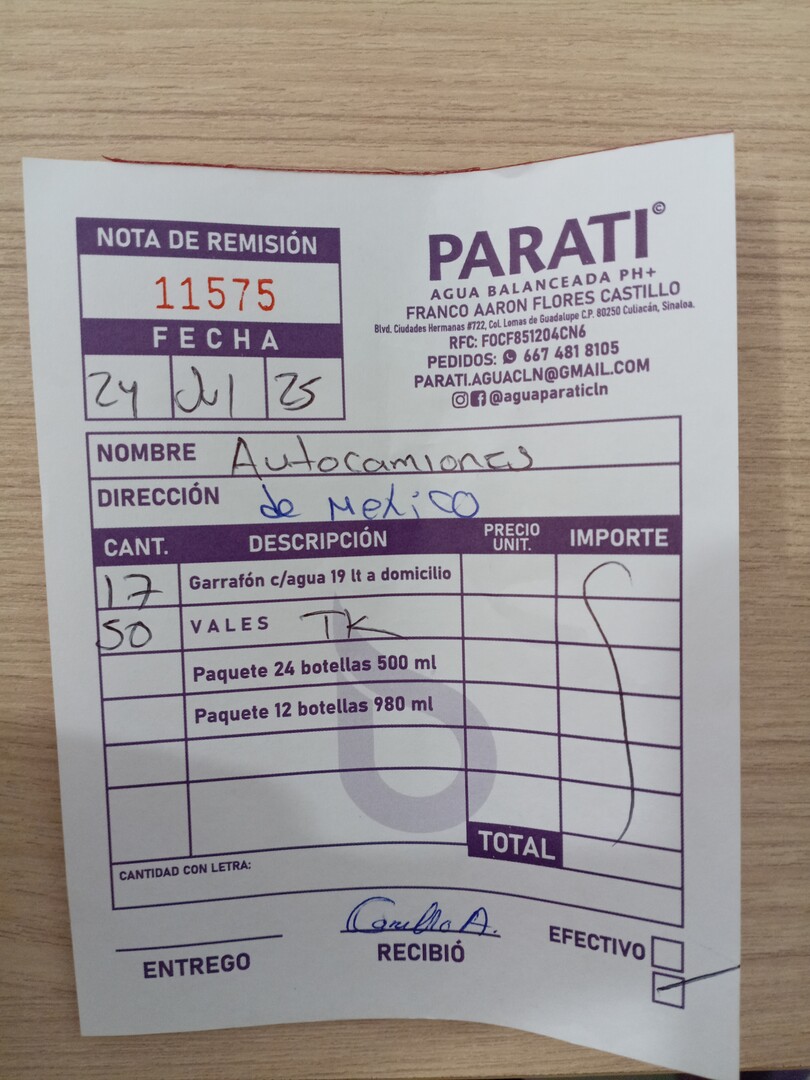 NOTA DE REMISIÓN
11575
FECHA
24 Jul 25
PARATI©
AGUA BALANCEADA PH+
FRANCO AARON FLORES CASTILLO
Blvd. Ciudades Hermanas #722, Col. Lomas de Guadalupe C.P. 80250 Culiacán, Sinaloa.
RFC: FOCF851204CN6
PEDIDOS: 667 481 8105
PARATI.AGUACLN@GMAIL.COM
@aguaparaticln
NOMBRE Autocamiones
DIRECCIÓN de Mexico
CANT. DESCRIPCIÓN PRECIO UNIT. IMPORTE
17 Garrafón c/agua 19 lt a domicilio
50 VALES TK
Paquete 24 botellas 500 ml
Paquete 12 botellas 980 ml
TOTAL
CANTIDAD CON LETRA:
ENTREGO
RECIBIÓ
EFECTIVO